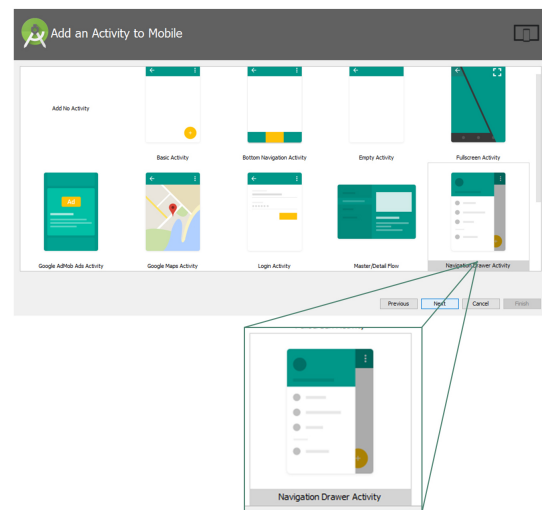 Add an Activity to Mobile
Add No Activity
Basic Activity
Bottom Navigation Activity
Empty Activity
Fullscreen Activity
Ad
Google AdMob Ads Activity
Google Maps Activity
Login Activity
Master/Detail Flow
Navigation Drawer Activity
Previous
Next
Cancel
Finish
Navigation Drawer Activity